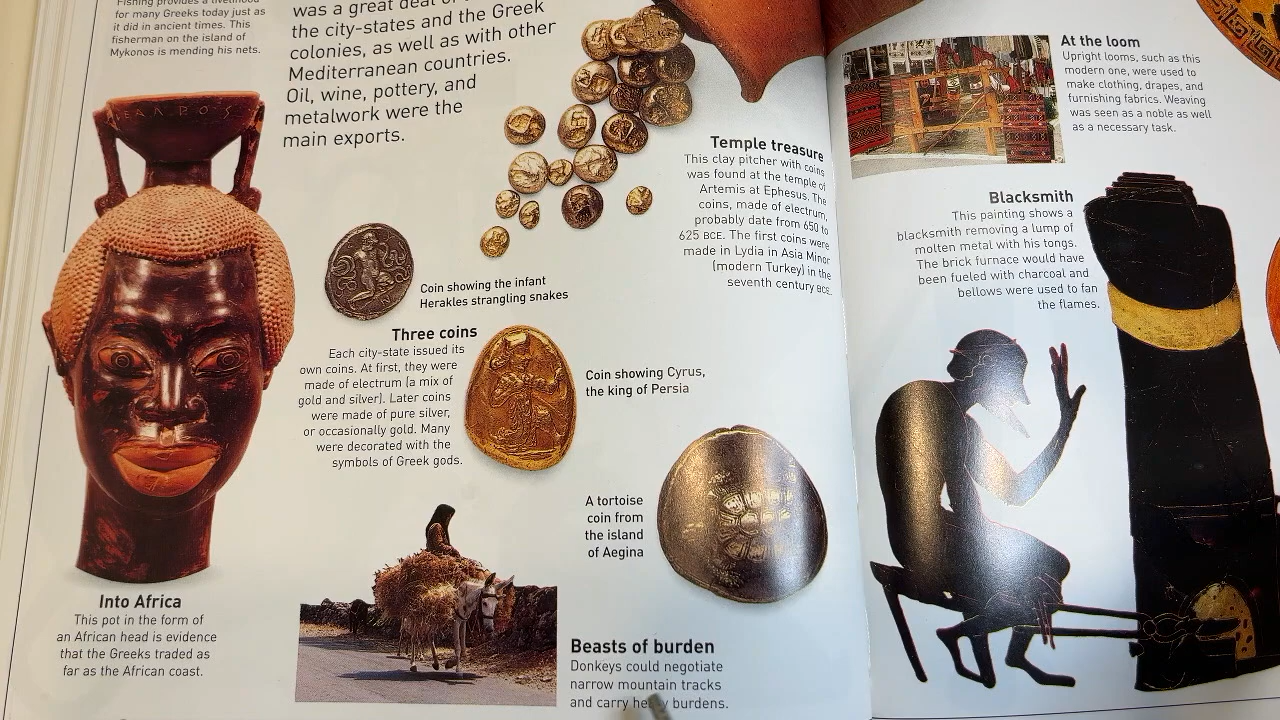 Fishing provides a livelihood
for many Greeks today just as
it did in ancient times. This
fisherman on the island of
Mykonos is mending his nets.
was a great deal of
the city-states and the Greek
colonies, as well as with other
Mediterranean countries.
Oil, wine, pottery, and
metalwork were the
main exports.
Temple treasure
This clay pitcher with coins
was found at the temple of
Artemis at Ephesus. The
coins, made of electrum,
probably date from 650 to
625 BCE. The first coins were
made in Lydia in Asia Minor
(modern Turkey) in the
seventh century BCE.
Coin showing the infant
Herakles strangling snakes
Three coins
Each city-state issued its
own coins. At first, they were
made of electrum (a mix of
gold and silver). Later coins
were made of pure silver,
or occasionally gold. Many
were decorated with the
symbols of Greek gods.
Coin showing Cyrus,
the king of Persia
A tortoise
coin from
the island
of Aegina
Into Africa
This pot in the form of
an African head is evidence
that the Greeks traded as
far as the African coast.
Beasts of burden
Donkeys could negotiate
narrow mountain tracks
and carry heavy burdens.
At the loom
Upright looms, such as this
modern one, were used to
make clothing, drapes, and
furnishing fabrics. Weaving
was seen as a noble as well
as a necessary task.
Blacksmith
This painting shows a
blacksmith removing a lump of
molten metal with his tongs.
The brick furnace would have
been fueled with charcoal and
bellows were used to fan
the flames.